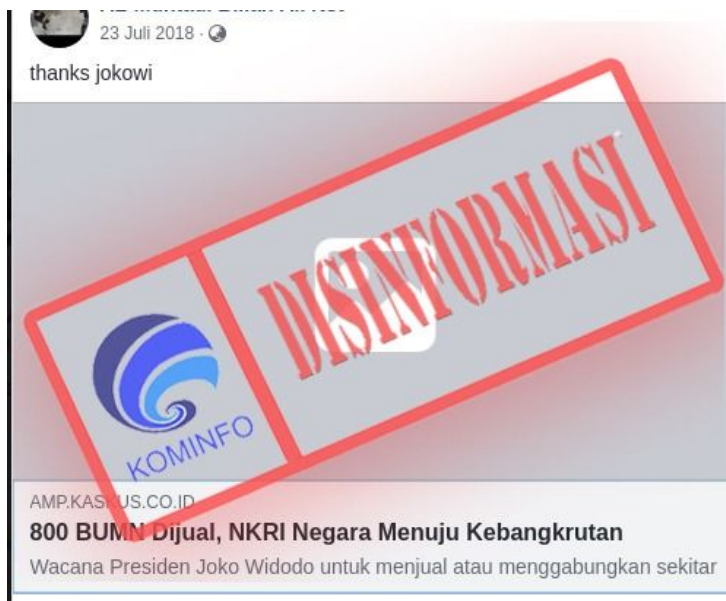 23 Juli 2018
thanks jokowi
DISINFORMASI
KOMINFO
AMP.KASKUS.CO.ID
800 BUMN Dijual, NKRI Negara Menuju Kebangkrutan
Wacana Presiden Joko Widodo untuk menjual atau menggabungkan sekitar